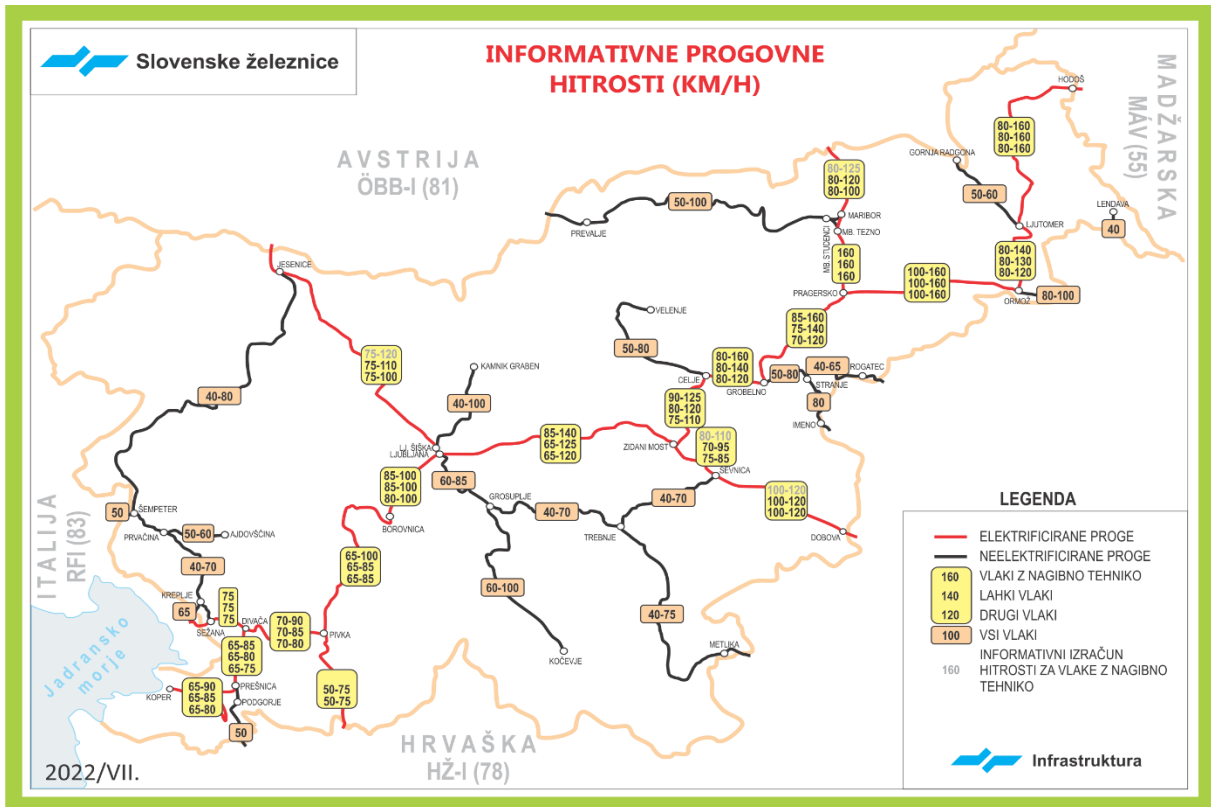 Slovenske železnice
INFORMATIVNE PROGOVNE
HITROSTI (KM/H)
MADŽARSKA
MÁV (55)
AVSTRIJA
ÖBB-I (81)
ITALIJA
RFI (83)
HRVAŠKA
HŽ-I (78)
Jadransko
morje
HODOŠ
80-160
80-160
80-160
GORNJA RADGONA
50-60
LENDAVA
40
LJUTOMER
80-140
80-130
80-120
ORMOŽ
80-100
80-125
80-120
80-100
50-100
PREVALJE
MARIBOR
MB. TEZNO
MB. STUDENCI
160
160
160
PRAGERSKO
100-160
100-160
100-160
85-160
75-140
70-120
VELENJE
50-80
CELJE
80-160
80-140
80-120
GROBELNO
50-80
40-65
ROGATEC
STRANJE
80
IMENO
90-125
80-120
75-110
ZIDANI MOST
80-110
70-95
75-85
SEVNICA
100-120
100-120
100-120
DOBOVA
JESENICE
75-120
75-110
75-100
KAMNIK GRABEN
40-100
40-80
LJ. ŠIŠKA
LJUBLJANA
85-140
65-125
65-120
60-85
85-100
85-100
80-100
BOROVNICA
GROSUPLJE
40-70
TREBNJE
40-70
60-100
KOČEVJE
40-75
METLIKA
50
ŠEMPETER
PRVAČINA
50-60
AJDOVŠČINA
40-70
KREPLJE
65
SEŽANA
75
75
75
DIVAČA
70-90
70-85
70-80
PIVKA
65-100
65-85
65-85
50-75
50-75
65-85
65-80
65-75
PREŠNICA
PODGORJE
50
KOPER
65-90
65-85
65-80
2022/VII.
LEGENDA
ELEKTRIFICIRANE PROGE
NEELEKTRIFICIRANE PROGE
160 VLAKI Z NAGIBNO TEHNIKO
140 LAHKI VLAKI
120 DRUGI VLAKI
100 VSI VLAKI
INFORMATIVNI IZRAČUN
160 HITROSTI ZA VLAKE Z NAGIBNO
TEHNIKO
Infrastruktura